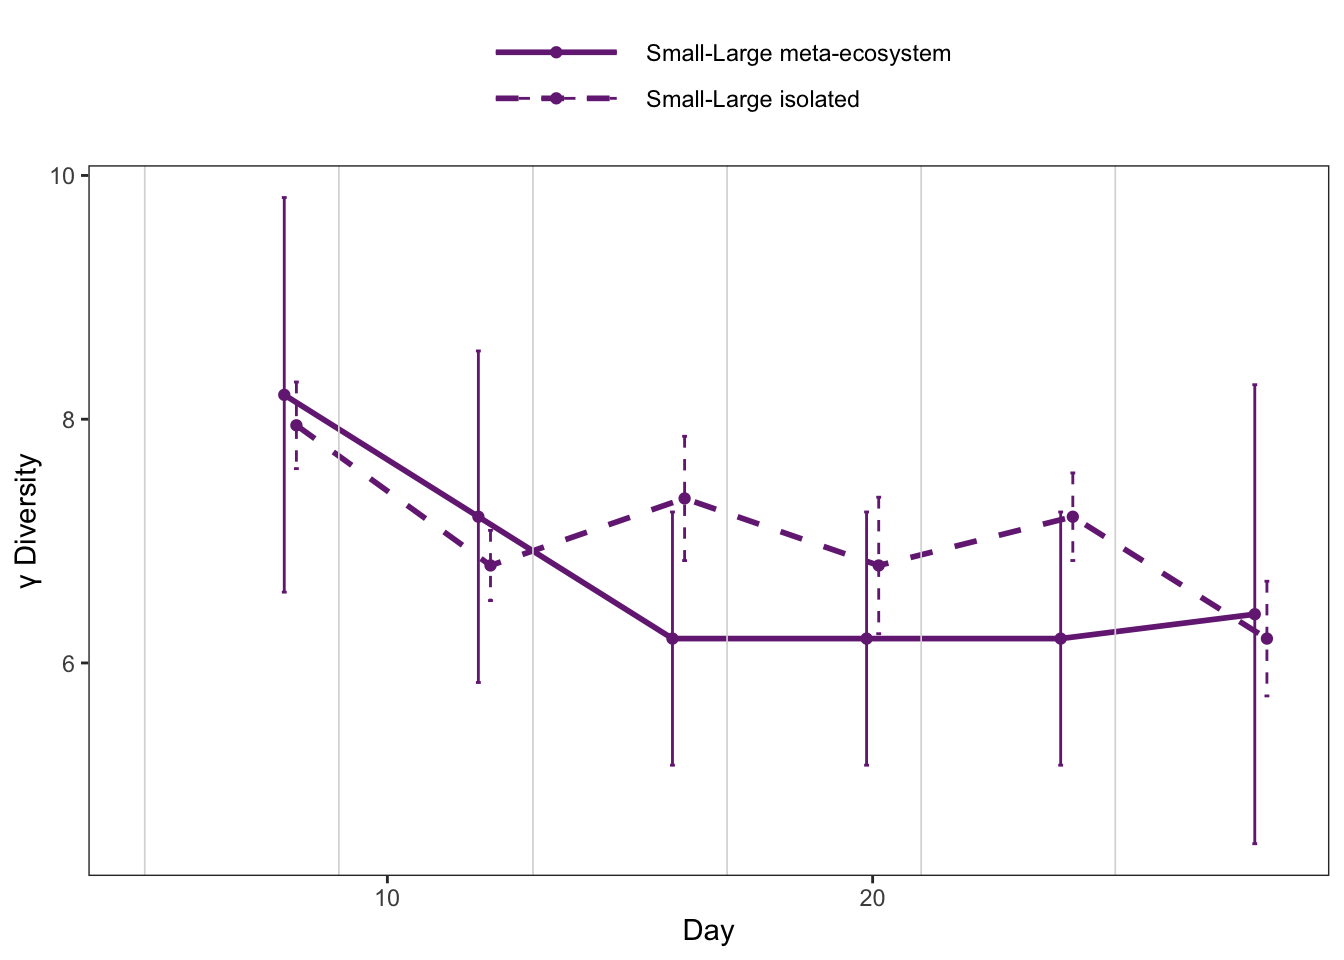 Small-Large meta-ecosystem
Small-Large isolated
10
8
6
γ Diversity
10
20
Day